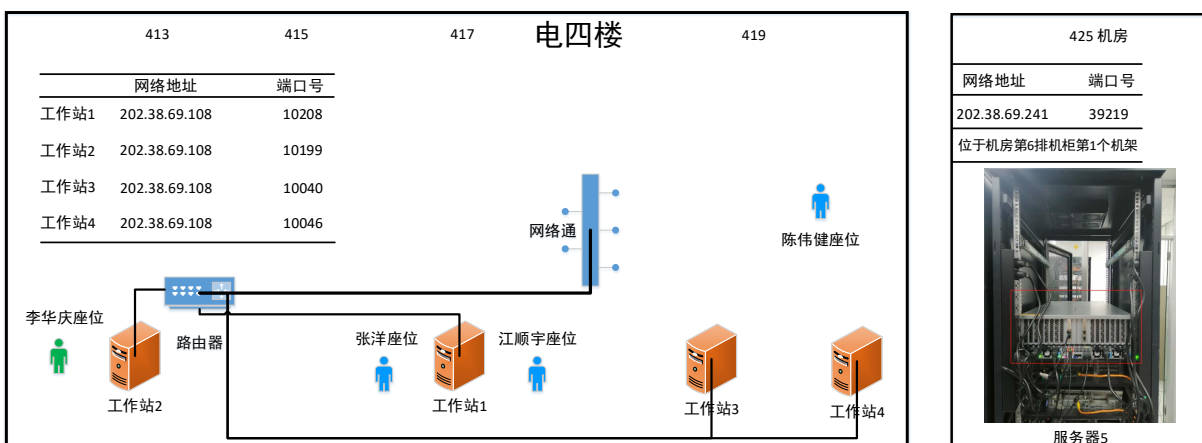 电四楼
413 415 417 419
网络地址 端口号
工作站1 202.38.69.108 10208
工作站2 202.38.69.108 10199
工作站3 202.38.69.108 10040
工作站4 202.38.69.108 10046
网络通
陈伟健座位
李华庆座位
路由器
张洋座位
江顺宇座位
工作站2
工作站1
工作站3
工作站4
425 机房
网络地址 端口号
202.38.69.241 39219
位于机房第6排机柜第1个机架
服务器5